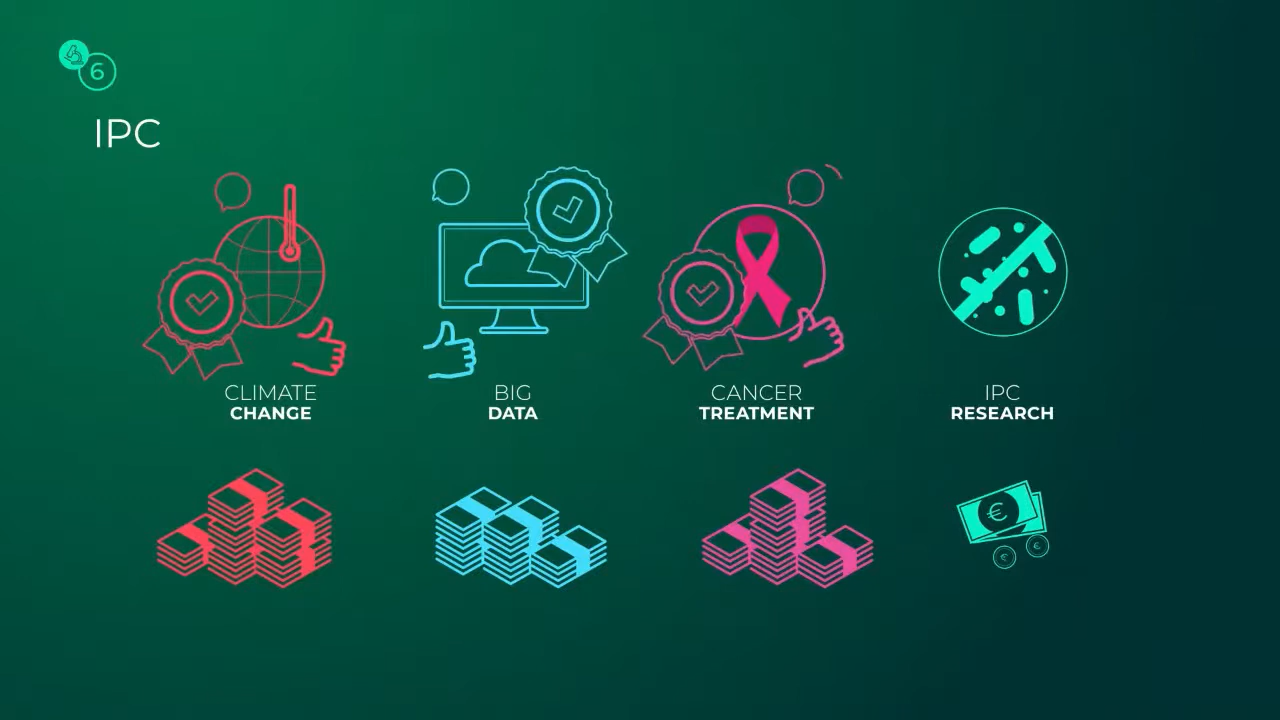 6
IPC
CLIMATE
CHANGE
BIG
DATA
CANCER
TREATMENT
IPC
RESEARCH
€
€
€